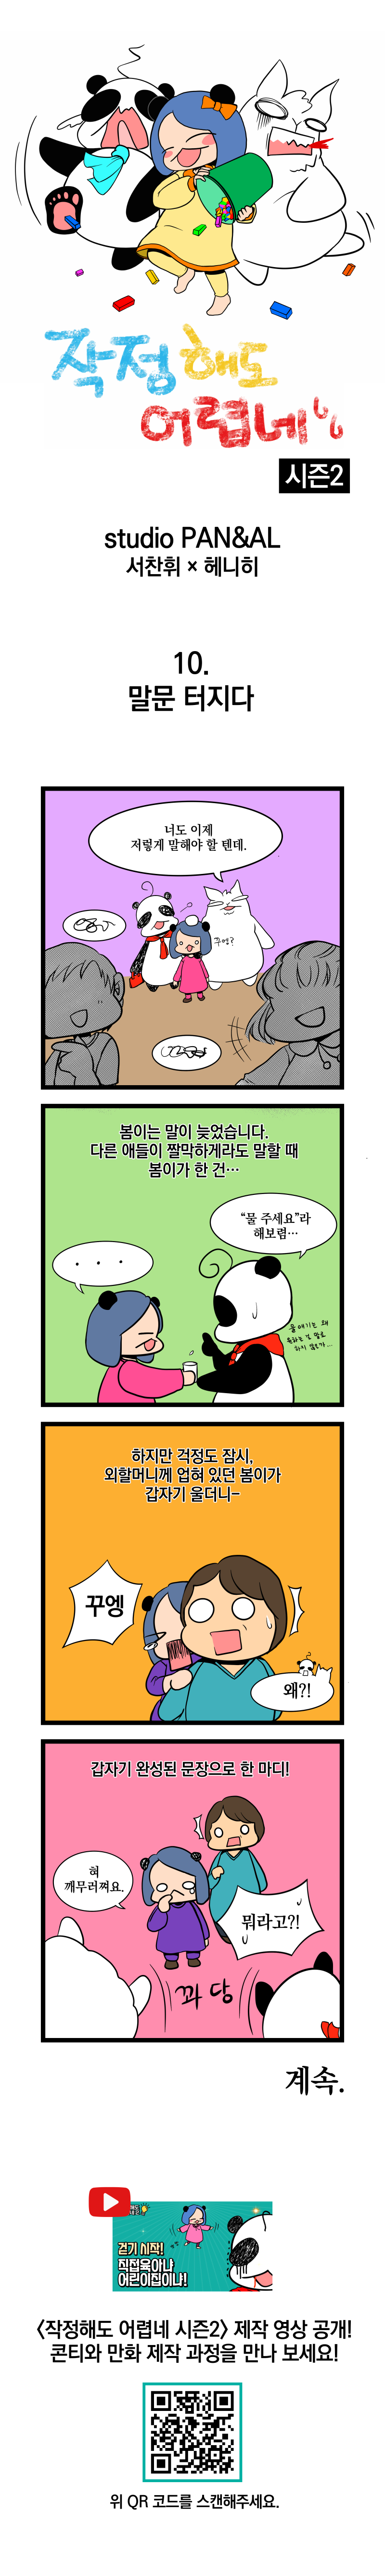 작정해도
어렵네
시즌2
studio PAN&AL
서찬휘 × 헤니히
10.
말문 터지다
너도 이제
저렇게 말해야 할 텐데.
꾸엥?
봄이는 말이 늦었습니다.
다른 애들이 짤막하게라도 말할 때
봄이가 한 건…
“물 주세요”라
해보렴…
• • •
하지만 걱정도 잠시,
외할머니께 업혀 있던 봄이가
갑자기 울더니-
꾸엥
왜?!
갑자기 완성된 문장으로 한 마디!
혀
깨무러쪄요.
뭐라고?!
꽈당
계속.
걷기 시작!
직접육아냐
어린이집이냐!
<작정해도 어렵네 시즌2> 제작 영상 공개!
콘티와 만화 제작 과정을 만나 보세요!
위 QR 코드를 스캔해주세요.